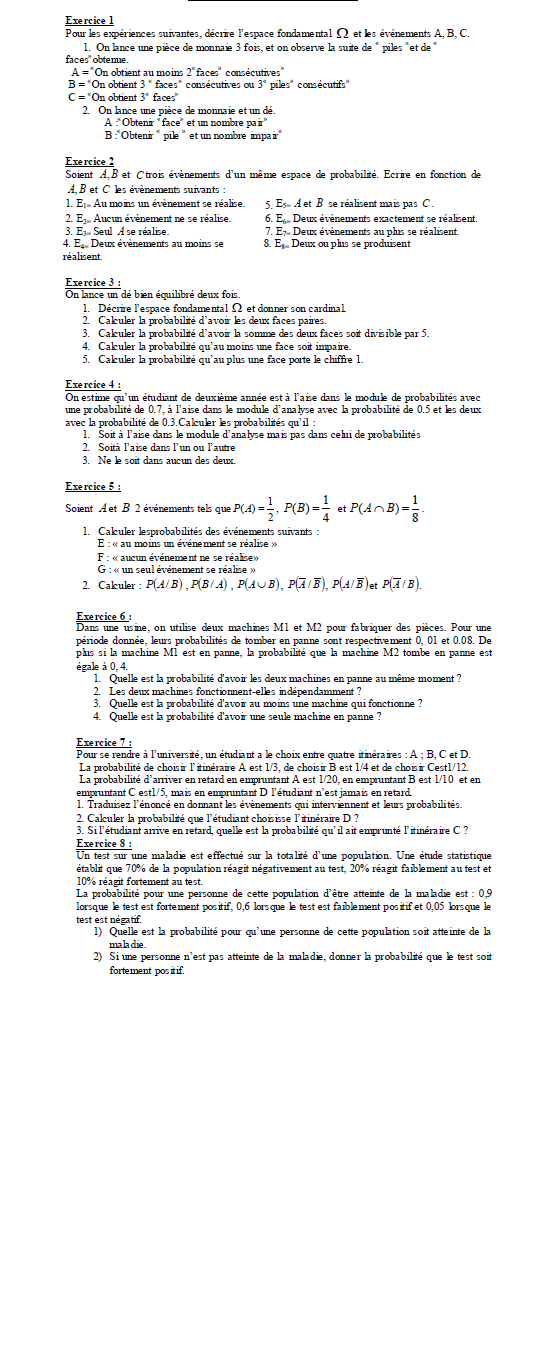 Exercice 1
Pour les expériences suivantes, décrire l'espace fondamental Ω et les événements A, B, C.
1. On lance une pièce de monnaie 3 fois, et on observe la suite de " piles "et de "
faces"obtenue.
A = "On obtient au moins 2"faces" consécutives"
B = "On obtient 3 " faces" consécutives ou 3" piles" consécutifs"
C = "On obtient 3" faces"
2. On lance une pièce de monnaie et un dé.
A :"Obtenir "face" et un nombre pair"
B :"Obtenir " pile " et un nombre impair"
Exercice 2
Soient A,B et C trois évènements d'un même espace de probabilité. Ecrire en fonction de
A,B et C les évènements suivants :
1. E1= Au moins un évènement se réalise.
2. E2= Aucun évènement ne se réalise.
3. E3= Seul A se réalise.
4. E4= Deux évènements au moins se
réalisent.
5. E5= A et B se réalisent mais pas C.
6. E6= Deux évènements exactement se réalisent.
7. E7= Deux évènements au plus se réalisent.
8. E8= Deux ou plus se produisent
Exercice 3 :
On lance un dé bien équilibré deux fois.
1. Décrire l'espace fondamental Ω et donner son cardinal.
2. Calculer la probabilité d'avoir les deux faces paires.
3. Calculer la probabilité d'avoir la somme des deux faces soit divisible par 5.
4. Calculer la probabilité qu'au moins une face soit impaire.
5. Calculer la probabilité qu'au plus une face porte le chiffre 1.
Exercice 4 :
On estime qu'un étudiant de deuxième année est à l'aise dans le module de probabilités avec
une probabilité de 0.7, à l'aise dans le module d'analyse avec la probabilité de 0.5 et les deux
avec la probabilité de 0.3.Calculer les probabilités qu'il :
1. Soit à l'aise dans le module d'analyse mais pas dans celui de probabilités
2. Soità l'aise dans l'un ou l'autre
3. Ne le soit dans aucun des deux.
Exercice 5 :
Soient A et B 2 événements tels que P(A) = 1/2, P(B) = 1/4 et P(A ∩ B) = 1/8.
1. Calculer lesprobabilités des événements suivants :
E : « au moins un événement se réalise »
F : « aucun événement ne se réalise»
G : « un seul événement se réalise »
2. Calculer : P(A/B) , P(B/A) , P(A∪B), P(A̅/B̅), P(A/B̅)et P(A̅/B).
Exercice 6 :
Dans une usine, on utilise deux machines M1 et M2 pour fabriquer des pièces. Pour une
période donnée, leurs probabilités de tomber en panne sont respectivement 0, 01 et 0.08. De
plus si la machine M1 est en panne, la probabilité que la machine M2 tombe en panne est
égale à 0, 4.
1. Quelle est la probabilité d'avoir les deux machines en panne au même moment ?
2. Les deux machines fonctionnent-elles indépendamment ?
3. Quelle est la probabilité d'avoir au moins une machine qui fonctionne ?
4. Quelle est la probabilité d'avoir une seule machine en panne ?
Exercice 7 :
Pour se rendre à l'université, un étudiant a le choix entre quatre itinéraires : A ; B, C et D.
La probabilité de choisir l'itinéraire A est 1/3, de choisir B est 1/4 et de choisir Cest1/12.
La probabilité d'arriver en retard en empruntant A est 1/20, en empruntant B est 1/10 et en
empruntant C est1/5, mais en empruntant D l'étudiant n'est jamais en retard.
1. Traduisez l'énoncé en donnant les évènements qui interviennent et leurs probabilités.
2. Calculer la probabilité que l'étudiant choisisse l'itinéraire D ?
3. Si l'étudiant arrive en retard, quelle est la probabilité qu'il ait emprunté l'itinéraire C ?
Exercice 8 :
Un test sur une maladie est effectué sur la totalité d'une population. Une étude statistique
établit que 70% de la population réagit négativement au test, 20% réagit faiblement au test et
10% réagit fortement au test.
La probabilité pour une personne de cette population d'être atteinte de la maladie est : 0,9
lorsque le test est fortement positif, 0,6 lorsque le test est faiblement positif et 0,05 lorsque le
test est négatif.
1) Quelle est la probabilité pour qu'une personne de cette population soit atteinte de la
maladie.
2) Si une personne n'est pas atteinte de la maladie, donner la probabilité que le test soit
fortement positif.